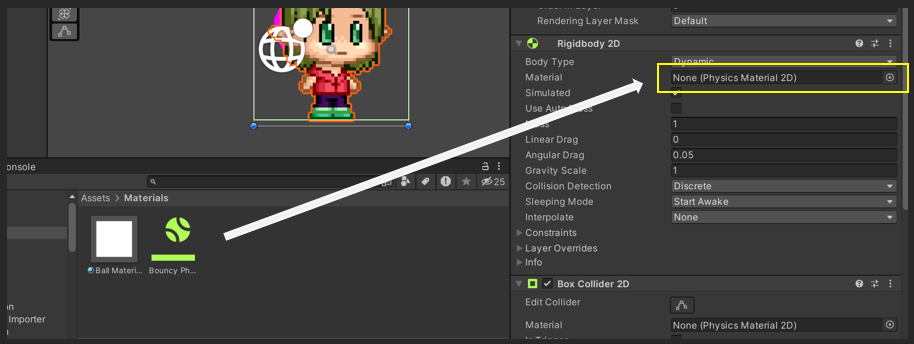 Rendering Layer Mask Default
Rigidbody 2D
Body Type Dynamic
Material None (Physics Material 2D)
Simulated
Use Auto
1
Linear Drag 0
Angular Drag 0.05
Gravity Scale 1
Collision Detection Discrete
Sleeping Mode Start Awake
Interpolate None
Constraints
Layer Overrides
Info
Box Collider 2D
Edit Collider
Material None (Physics Material 2D)
onsole
25
Assets > Materials
Ball Materi...
Bouncy Ph...
on
Importer